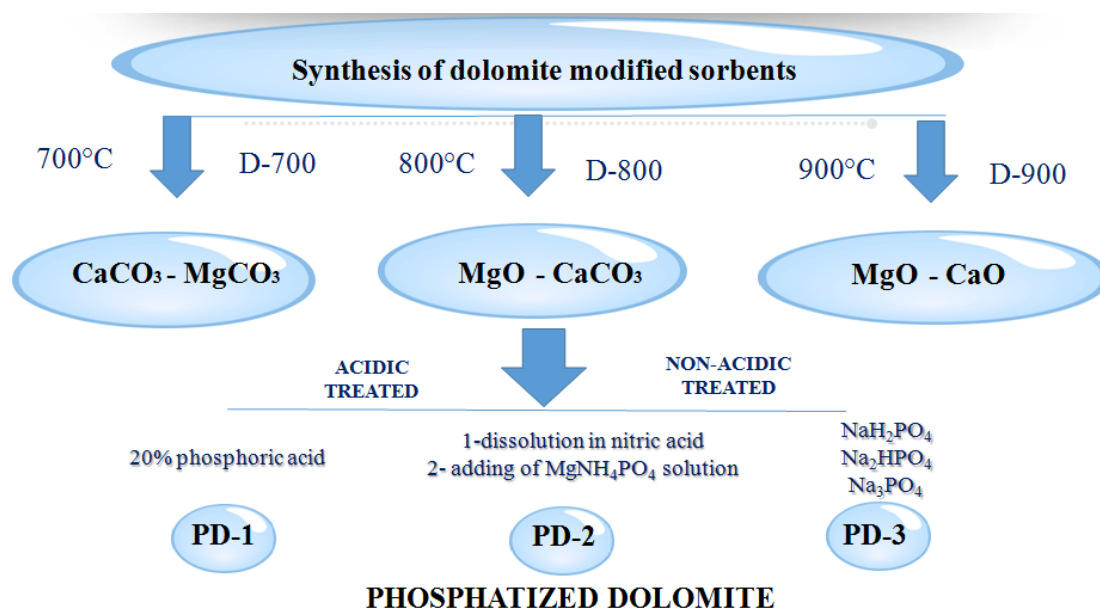 Synthesis of dolomite modified sorbents
700°C
D-700
800°C
D-800
900°C
D-900
CaCO₃ - MgCO₃
MgO - CaCO₃
MgO - CaO
ACIDIC
TREATED
NON-ACIDIC
TREATED
20% phosphoric acid
1-dissolution in nitric acid
2- adding of MgNH₄PO₄ solution
NaH₂PO₄
Na₂HPO₄
Na₃PO₄
PD-1
PD-2
PD-3
PHOSPHATIZED DOLOMITE